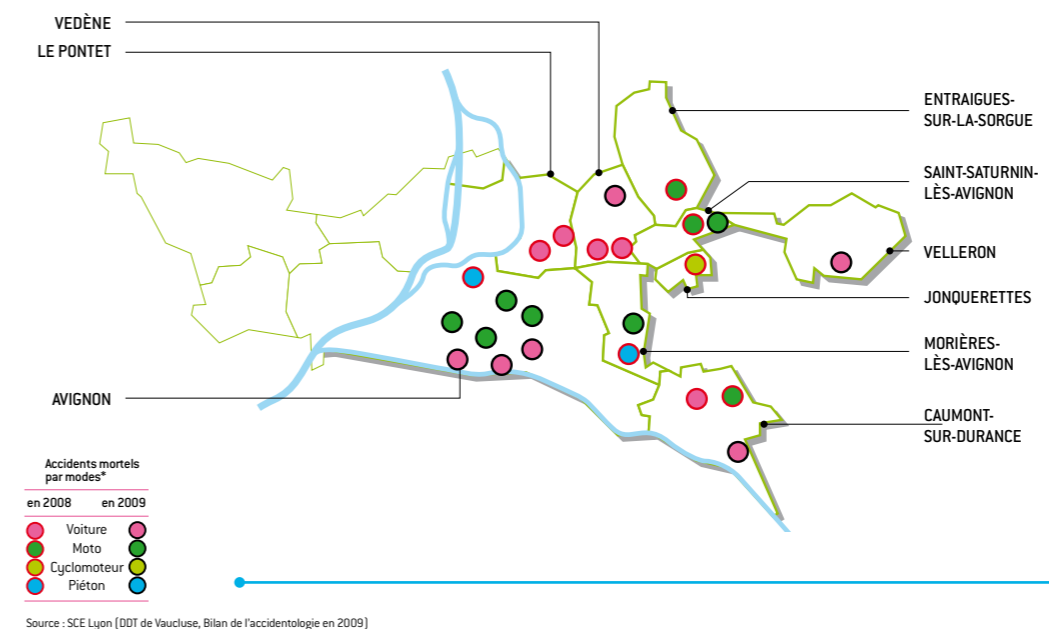 VEDÈNE
LE PONTET
ENTRAIGUES-
SUR-LA-SORGUE
SAINT-SATURNIN-
LÈS-AVIGNON
VELLERON
JONQUERETTES
MORIÈRES-
LÈS-AVIGNON
AVIGNON
CAUMONT-
SUR-DURANCE
Accidents mortels
par modes*
en 2008 en 2009
Voiture
Moto
Cyclomoteur
Piéton
Source : SCE Lyon (DDT de Vaucluse, Bilan de l'accidentologie en 2009)